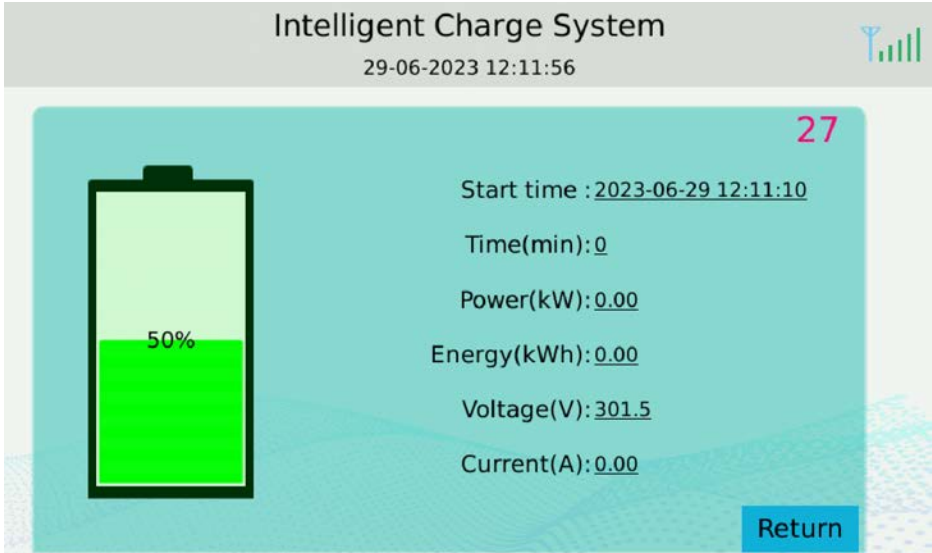 Intelligent Charge System
29-06-2023 12:11:56
27
Start time :2023-06-29 12:11:10
Time(min):0
Power(kW):0.00
50%
Energy(kWh):0.00
Voltage(V):301.5
Current(A):0.00
Return